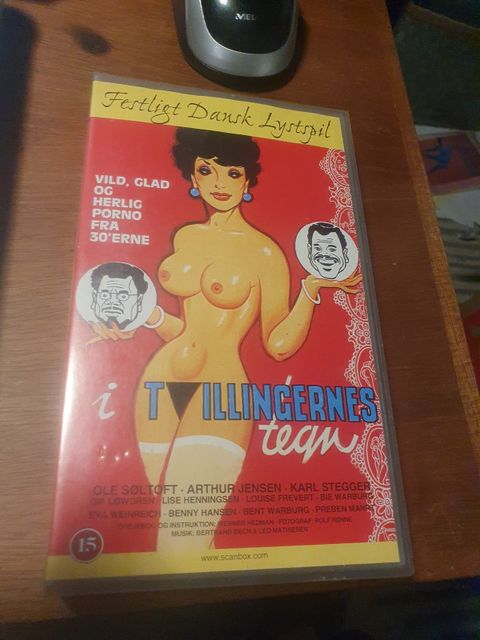 Festligt Dansk Lystspil
VILD, GLAD
OG
HERLIG
PORNO
FRA
30'ERNE
i TVILLINGERNES
tegn
OLE SØLTOFT · ARTHUR JENSEN · KARL STEGGER
LISE HENNINGSEN · LOUISE FREVERT · BIE WARBURG
EVA WEINREICH · BENNY HANSEN · BENT WARBURG · PREBEN MAHRT
DREJEBOG OG INSTRUKTION: WERNER HEDMAN · FOTOGRAF: ROLF RØNNE
MUSIK: BERTRAND BECH & LEO MATHISEN
15
www.scanbox.com